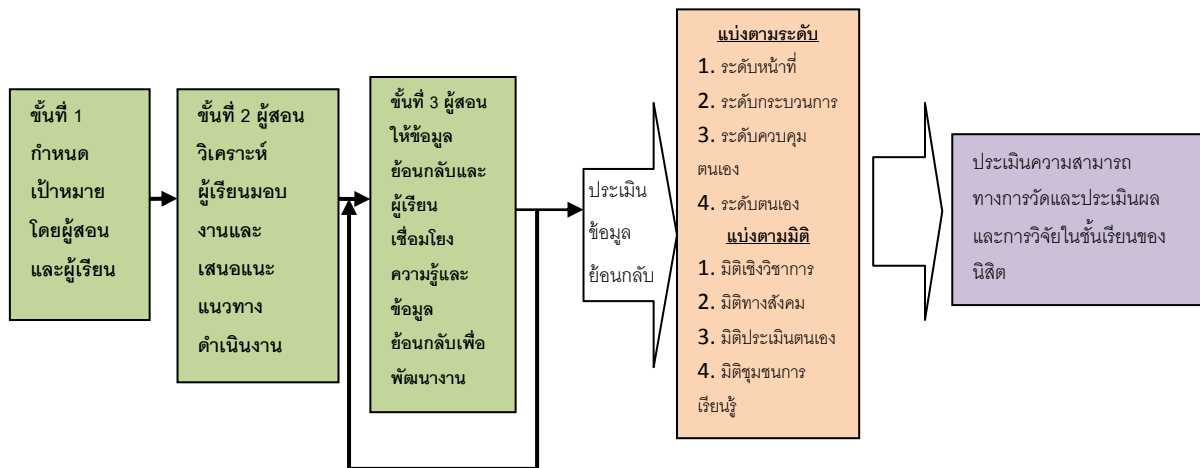 ขั้นที่ 1
กำหนด
เป้าหมาย
โดยผู้สอน
และผู้เรียน
ขั้นที่ 2 ผู้สอน
วิเคราะห์
ผู้เรียนมอบ
งานและ
เสนอแนะ
แนวทาง
ดำเนินงาน
ขั้นที่ 3 ผู้สอน
ให้ข้อมูล
ย้อนกลับและ
ผู้เรียน
เชื่อมโยง
ความรู้และ
ข้อมูล
ย้อนกลับเพื่อ
พัฒนางาน
ประเมิน
ข้อมูล
ย้อนกลับ
แบ่งตามระดับ
1. ระดับหน้าที่
2. ระดับกระบวนการ
3. ระดับควบคุม
ตนเอง
4. ระดับตนเอง
แบ่งตามมิติ
1. มิติเชิงวิชาการ
2. มิติทางสังคม
3. มิติประเมินตนเอง
4. มิติชุมชนการ
เรียนรู้
ประเมินความสามารถ
ทางการวัดและประเมินผล
และการวิจัยในชั้นเรียนของ
นิสิต